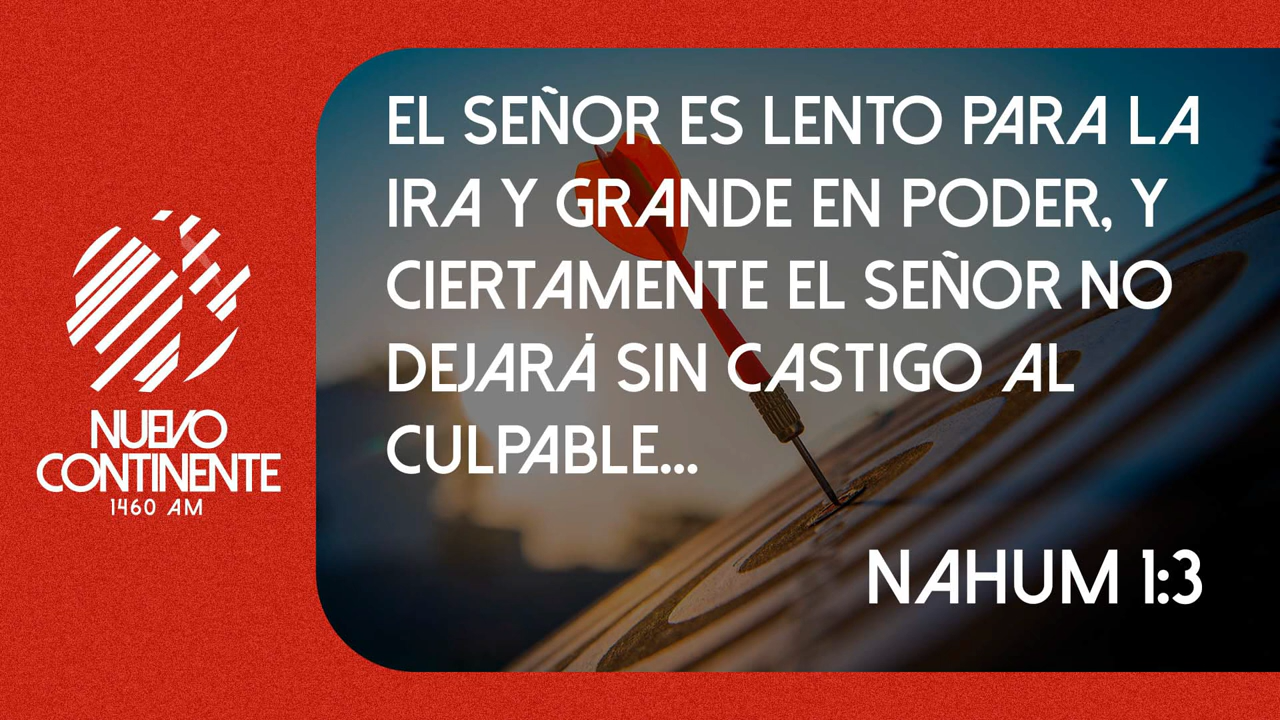 EL SEÑOR ES LENTO PARA LA
IRA Y GRANDE EN PODER, Y
CIERTAMENTE EL SEÑOR NO
DEJARÁ SIN CASTIGO AL
CULPABLE...
NAHUM 1:3
NUEVO
CONTINENTE
1460 AM